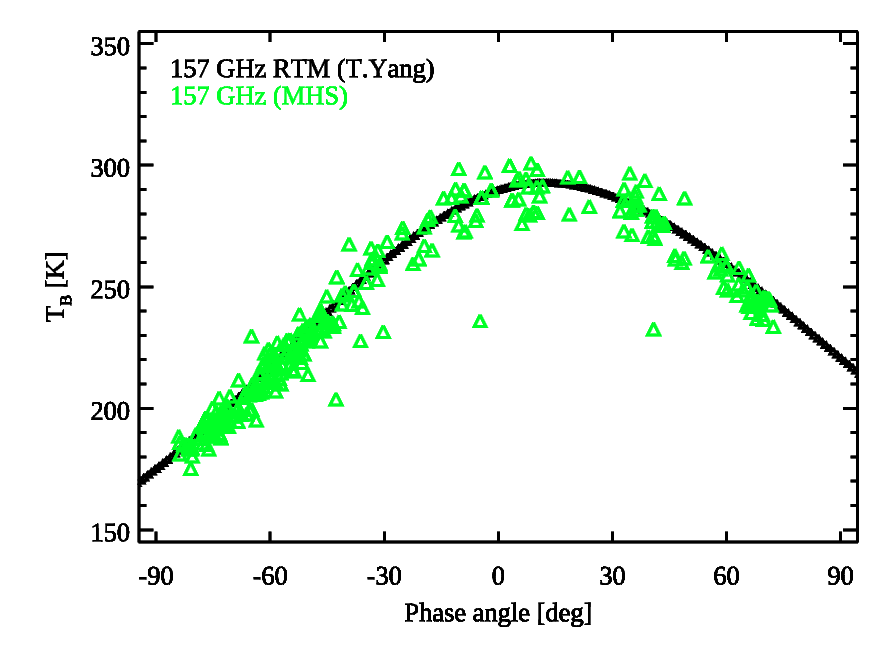 350
300
250
200
150
T_B [K]
157 GHz RTM (T.Yang)
157 GHz (MHS)
-90 -60 -30 0 30 60 90
Phase angle [deg]